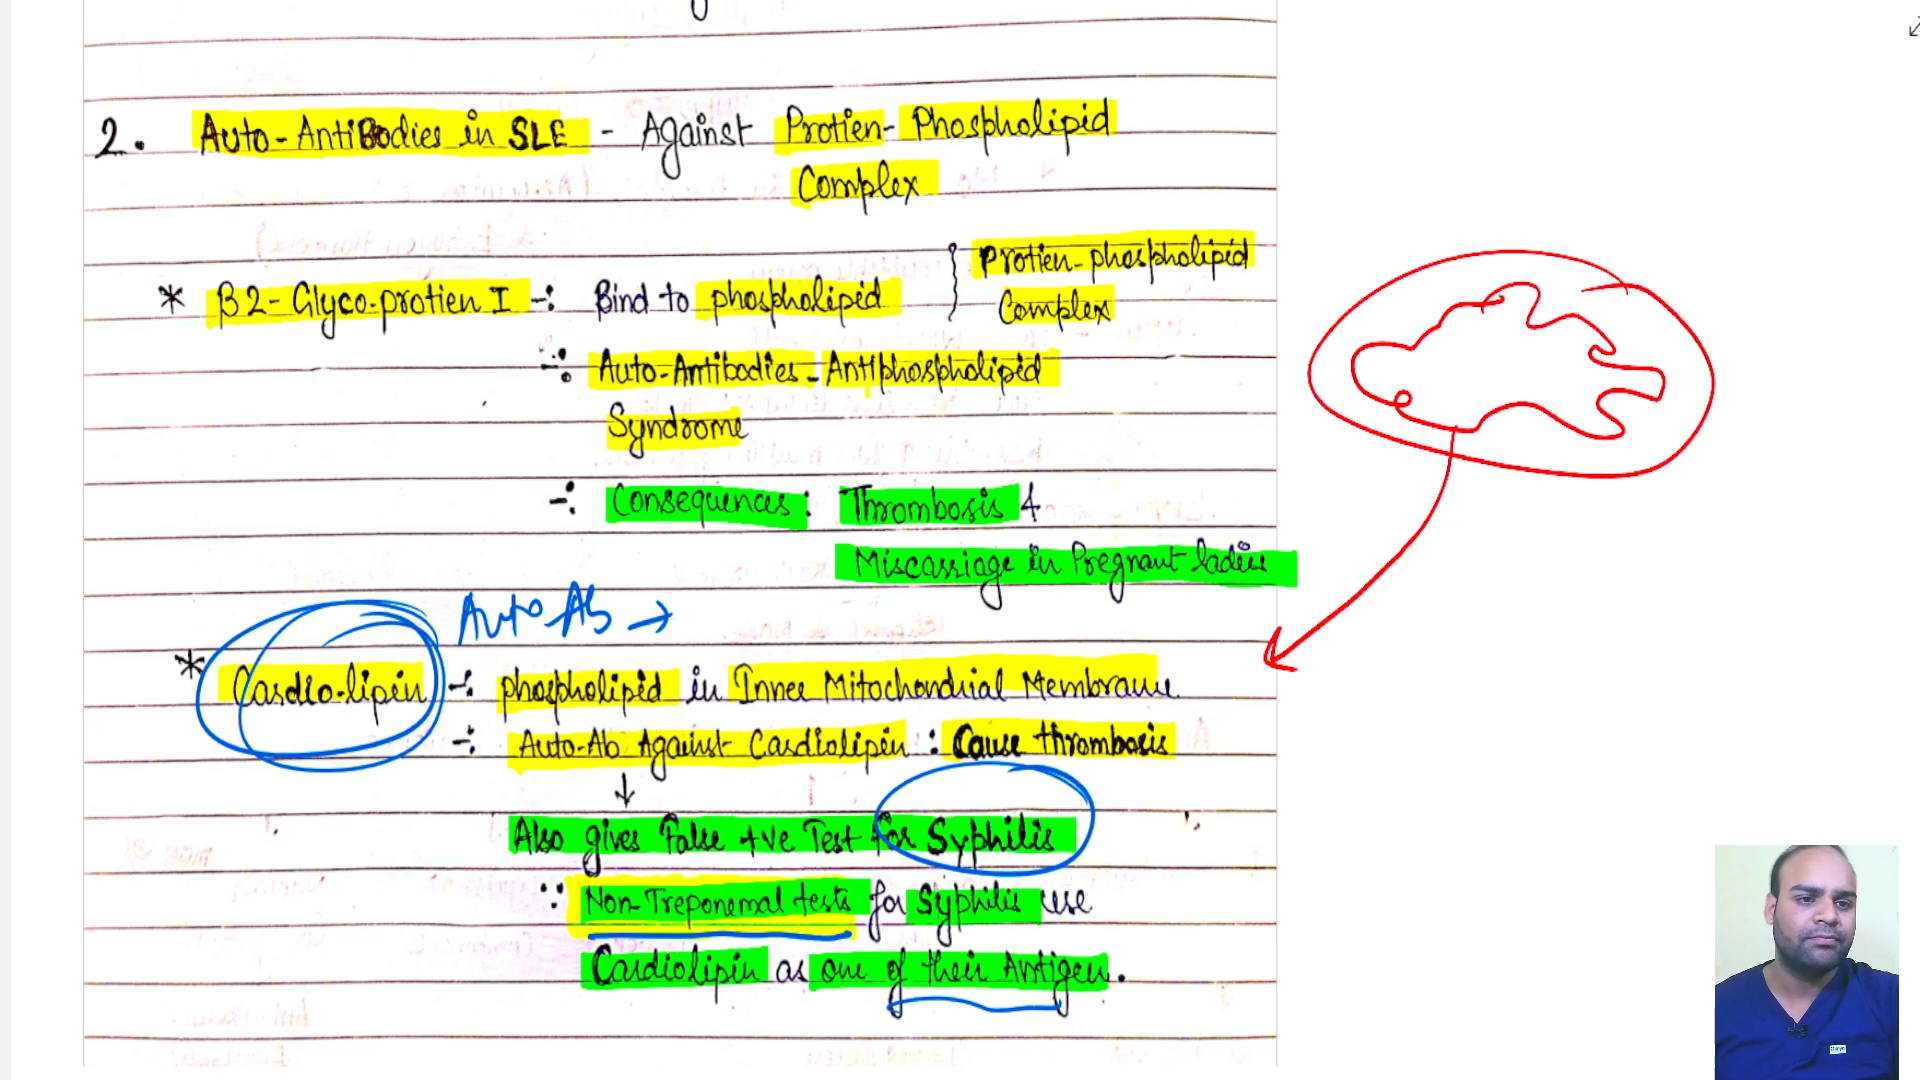 2. Auto-Antibodies in SLE - Against Protien-Phospholipid
Complex
* β2-Glyco-protien I -: Bind to phospholipid } Protien-phospholipid
Complex
-: Auto-Antibodies - Antiphospholipid
Syndrome
-: Consequences: Thrombosis &
Miscarriage in Pregnant ladies
Auto Ab →
* Cardio-lipin -: phospholipid in Inner Mitochondrial Membrane
-: Auto-Ab Against Cardiolipin : Cause thrombosis
↓
Also gives False +ve Test for Syphilis
∵ Non-Treponemal tests for Syphilis use
Cardiolipin as one of their Antigen.